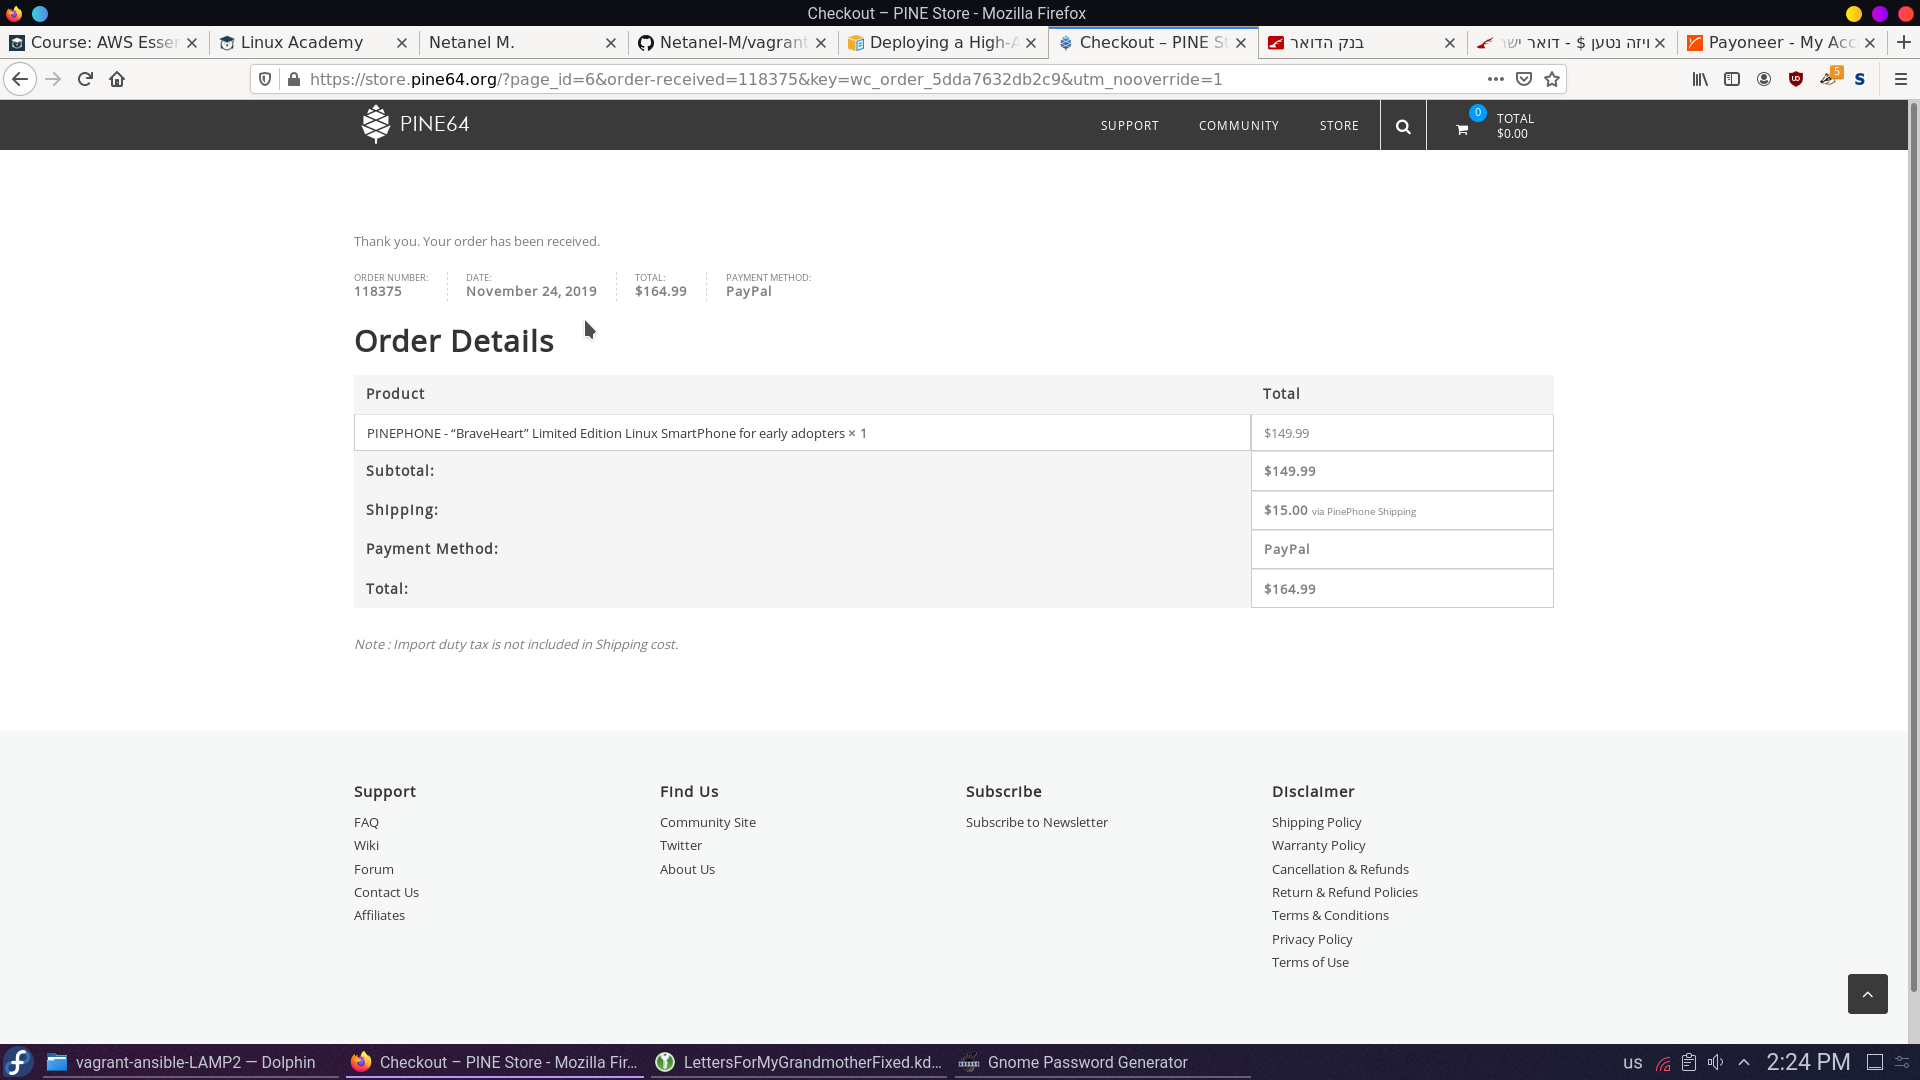 Checkout – PINE Store - Mozilla Firefox
Course: AWS Esser
Linux Academy
Netanel M.
Netanel-M/vagrant
Deploying a High-A
Checkout – PINE St
בנק הדואר
ויזה נטען $ - דואר ישר
Payoneer - My Acc
https://store.pine64.org/?page_id=6&order-received=118375&key=wc_order_5dda7632db2c9&utm_nooverride=1
5
PINE64
SUPPORT
COMMUNITY
STORE
0
TOTAL
$0.00
Thank you. Your order has been received.
ORDER NUMBER:
118375
DATE:
November 24, 2019
TOTAL:
$164.99
PAYMENT METHOD:
PayPal
Order Details
Product Total
PINEPHONE - “BraveHeart” Limited Edition Linux SmartPhone for early adopters × 1 $149.99
Subtotal: $149.99
Shipping: $15.00 via PinePhone Shipping
Payment Method: PayPal
Total: $164.99
Note : Import duty tax is not included in Shipping cost.
Support
FAQ
Wiki
Forum
Contact Us
Affiliates
Find Us
Community Site
Twitter
About Us
Subscribe
Subscribe to Newsletter
Disclaimer
Shipping Policy
Warranty Policy
Cancellation & Refunds
Return & Refund Policies
Terms & Conditions
Privacy Policy
Terms of Use
vagrant-ansible-LAMP2 — Dolphin
Checkout – PINE Store - Mozilla Fir...
LettersForMyGrandmotherFixed.kd...
Gnome Password Generator
us
2:24 PM